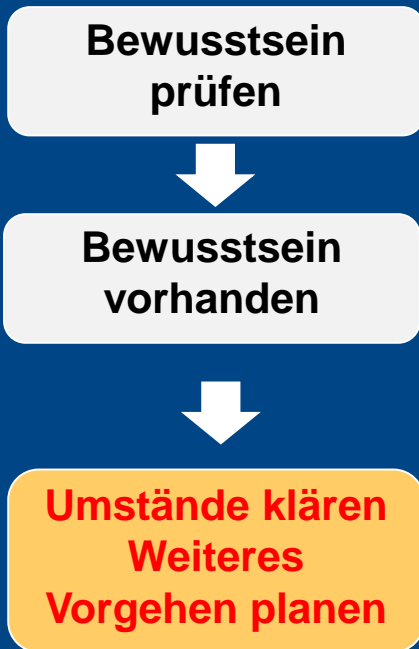 Bewusstsein
prüfen
Bewusstsein
vorhanden
Umstände klären
Weiteres
Vorgehen planen